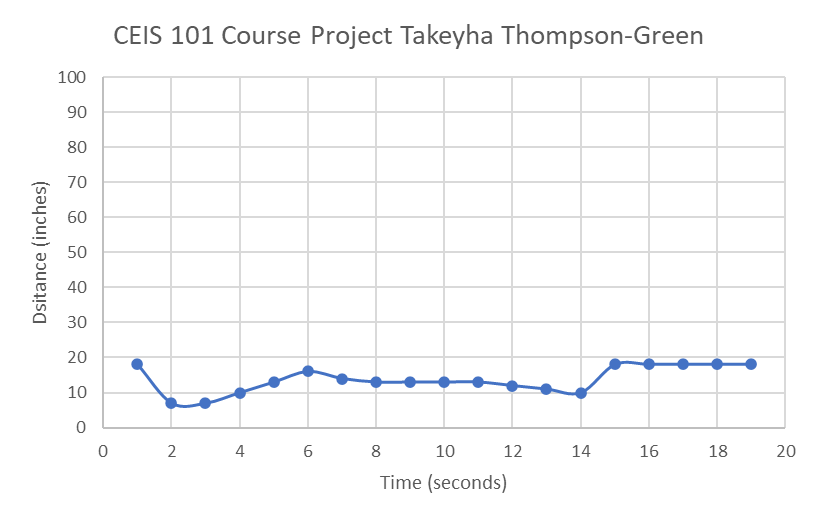 CEIS 101 Course Project Takeyha Thompson-Green
100
90
80
70
60
50
40
30
20
10
0
Dsitance (inches)
0 2 4 6 8 10 12 14 16 18 20
Time (seconds)